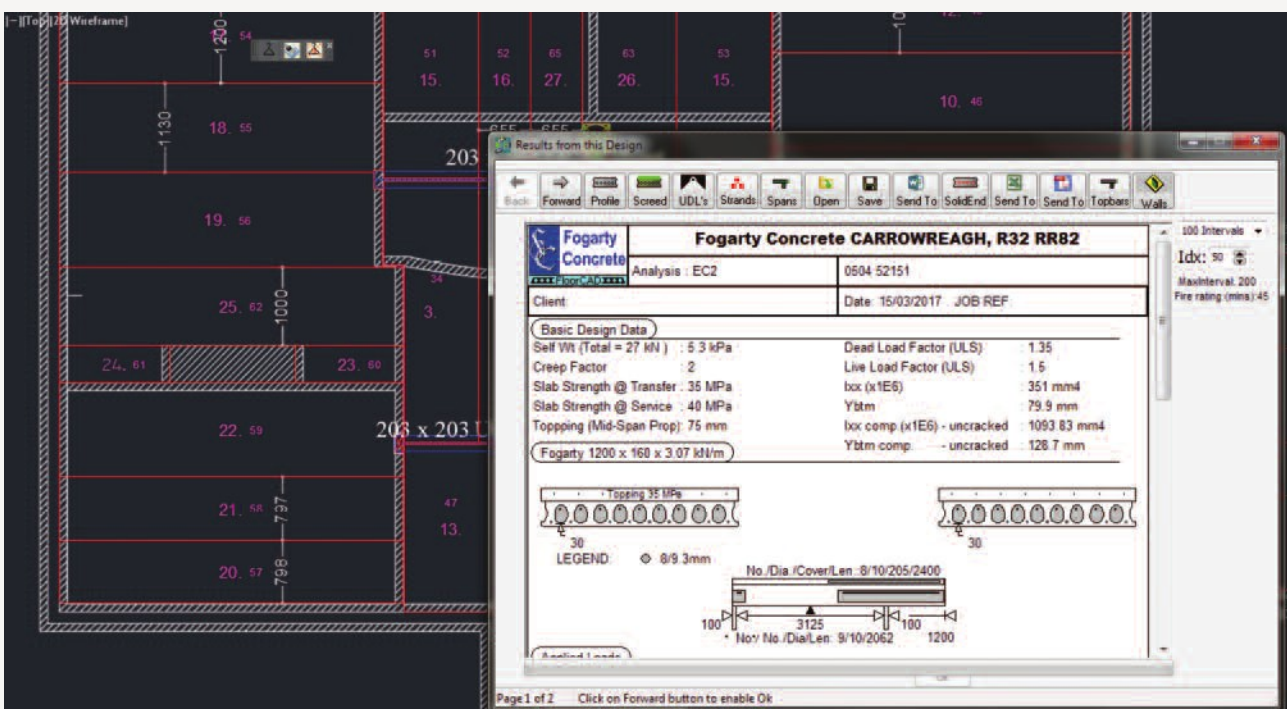 [−][Top][2D Wireframe]
1200
54
51
15.
52
16.
65
27.
63
26.
53
15.
10. 46
1130
18. 55
655 655
203
19. 56
34
3.
25. 62
1000
24. 61
23. 60
22. 59
203 x 203 U
47
13.
21. 58
797
20. 57
798
Results from this Design
Back Forward Profile Screed UDL's Strands Spans Open Save Send To SolidEnd Send To Send To Topbars Walls
100 Intervals
Idx: 50
MaxInterval: 200
Fire rating (mins):45
Fogarty Concrete
FloorCAD
Fogarty Concrete CARROWREAGH, R32 RR82
Analysis : EC2
0504 52151
Client
Date: 15/03/2017 JOB REF
Basic Design Data
Self Wt (Total = 27 kN ) : 5.3 kPa
Dead Load Factor (ULS) : 1.35
Creep Factor : 2
Live Load Factor (ULS) : 1.5
Slab Strength @ Transfer : 35 MPa
Ixx (x1E6) : 351 mm4
Slab Strength @ Service : 40 MPa
Ybtm : 79.9 mm
Toppping (Mid-Span Prop): 75 mm
Ixx comp (x1E6) - uncracked : 1093.83 mm4
Fogarty 1200 x 160 x 3.07 kN/m
Ybtm comp. - uncracked : 128.7 mm
Topping 35 MPa
30
30
LEGEND: 8/9.3mm
No./Dia./Cover/Len :8/10/205/2400
100 3125 100
No*/ No./Dia/Len: 9/10/2062 1200
Applied Loads
Ok
Page 1 of 2 Click on Forward button to enable Ok